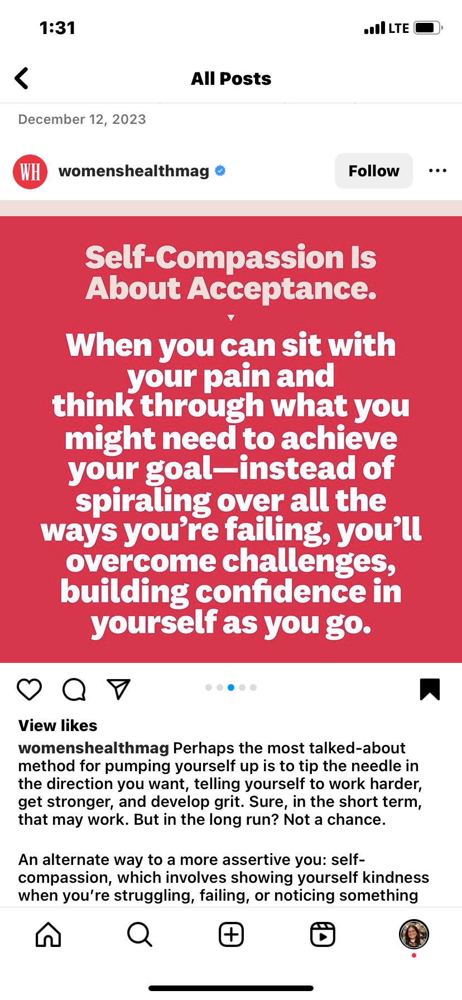 1:31
LTE
All Posts
December 12, 2023
WH
womenshealthmag
Follow
Self-Compassion Is
About Acceptance.
When you can sit with
your pain and
think through what you
might need to achieve
your goal—instead of
spiraling over all the
ways you’re failing, you’ll
overcome challenges,
building confidence in
yourself as you go.
View likes
womenshealthmag Perhaps the most talked-about
method for pumping yourself up is to tip the needle in
the direction you want, telling yourself to work harder,
get stronger, and develop grit. Sure, in the short term,
that may work. But in the long run? Not a chance.
An alternate way to a more assertive you: self-
compassion, which involves showing yourself kindness
when you’re struggling, failing, or noticing something